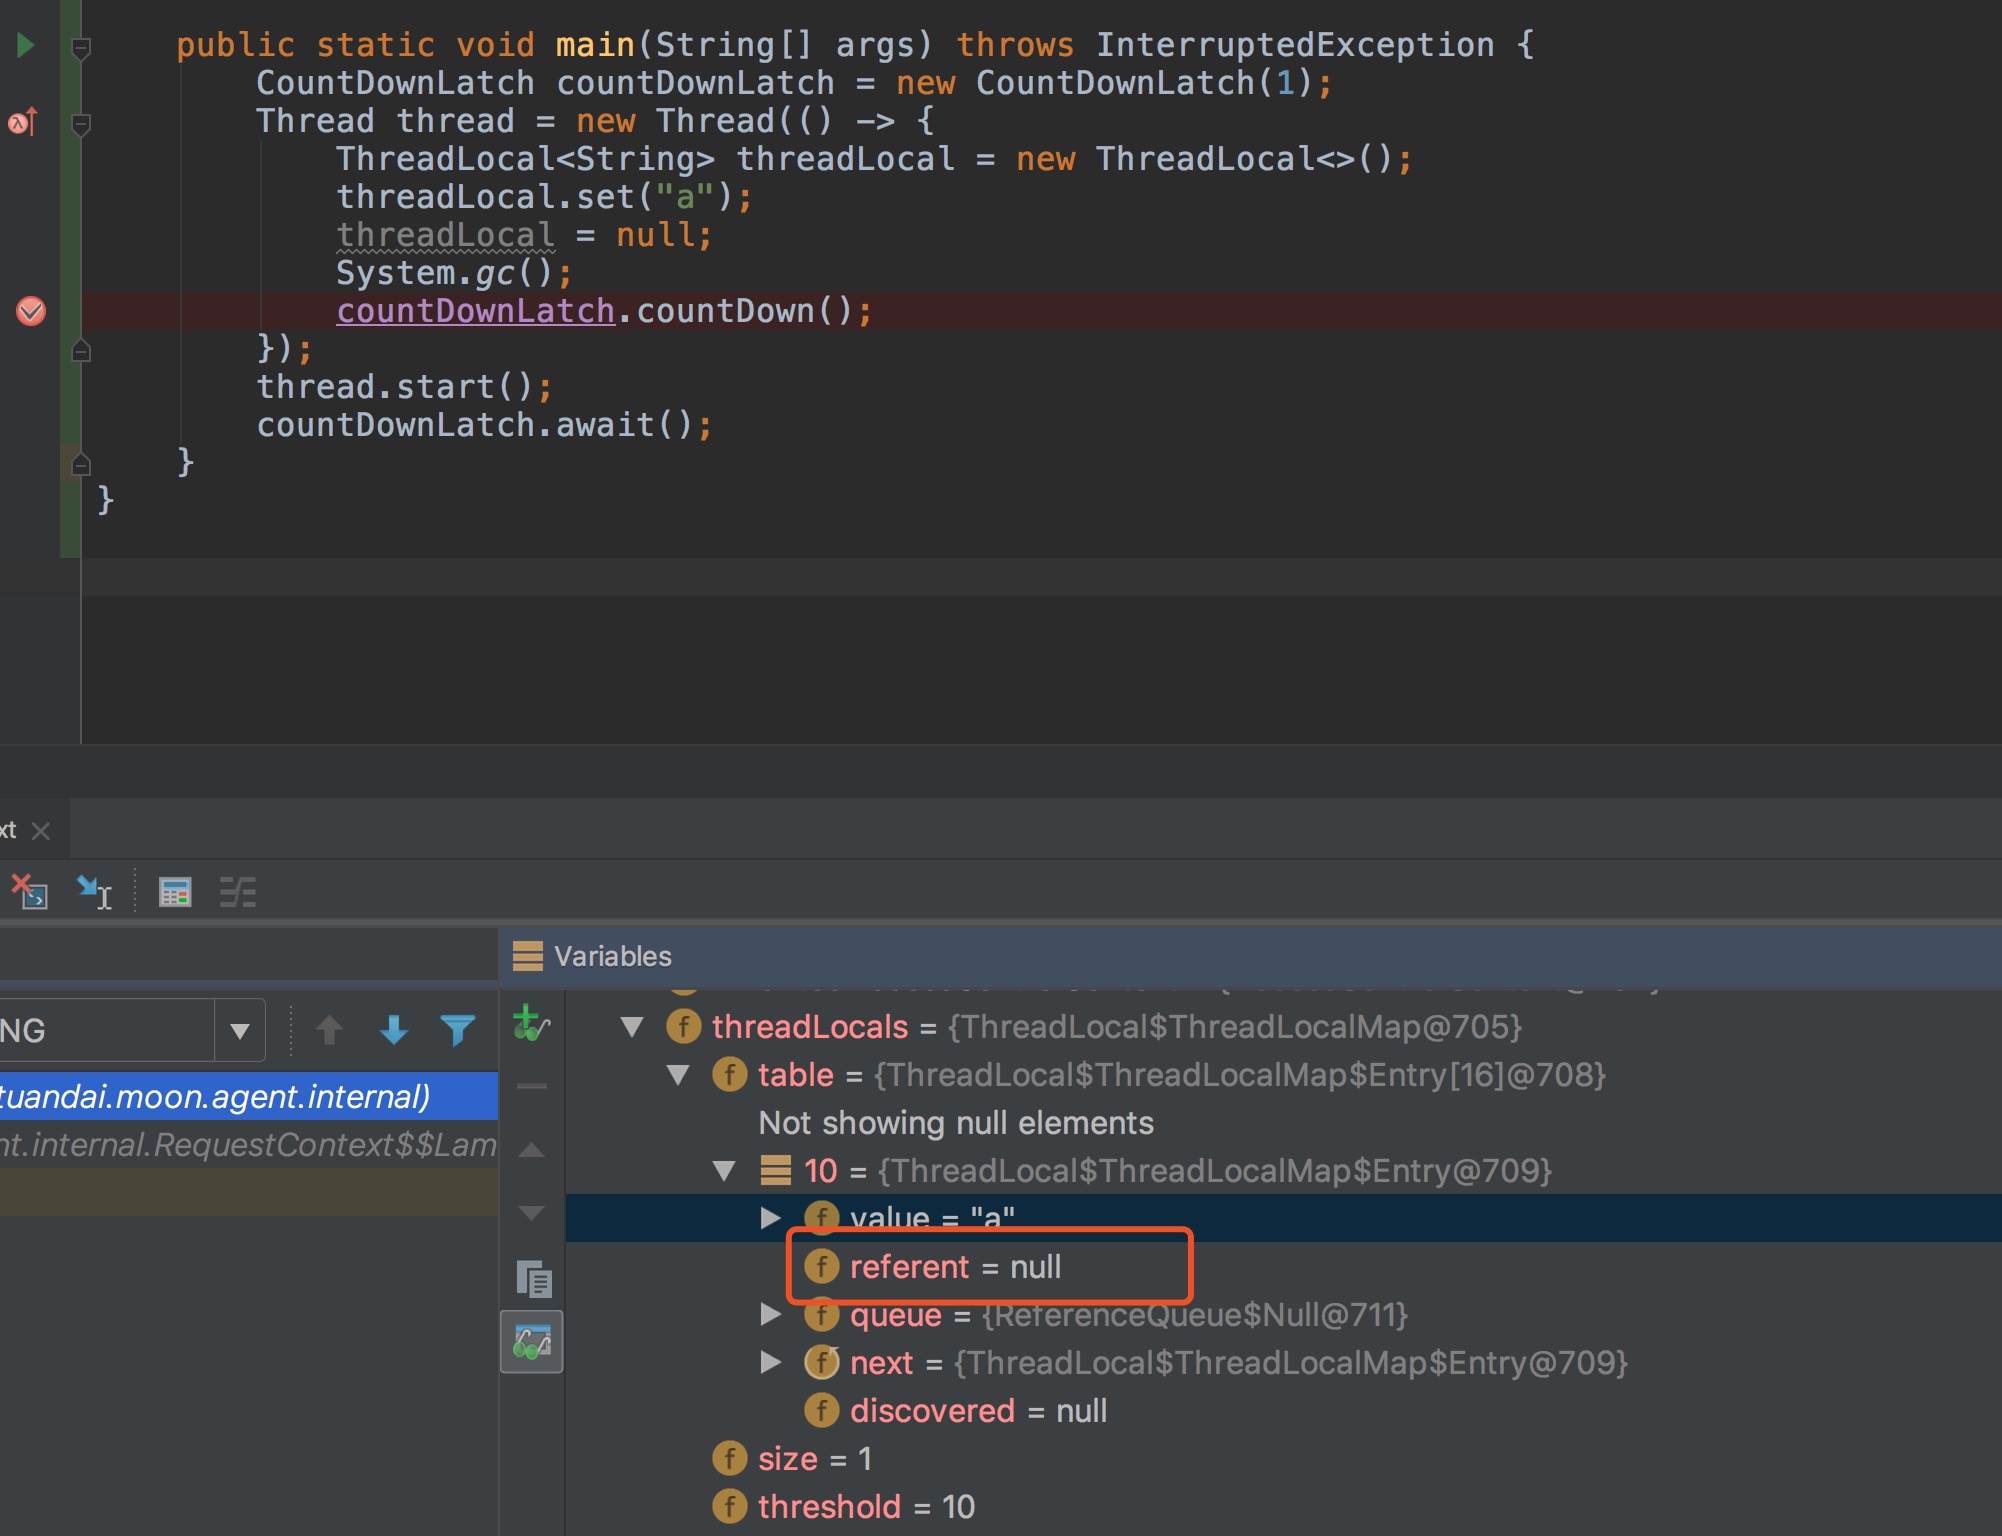 public static void main(String[] args) throws InterruptedException {
CountDownLatch countDownLatch = new CountDownLatch(1);
Thread thread = new Thread(() -> {
ThreadLocal<String> threadLocal = new ThreadLocal<>();
threadLocal.set("a");
threadLocal = null;
System.gc();
countDownLatch.countDown();
});
thread.start();
countDownLatch.await();
}
}
xt
Variables
NG
tuandai.moon.agent.internal)
nt.internal.RequestContext$$Lam
threadLocals = {ThreadLocal$ThreadLocalMap@705}
table = {ThreadLocal$ThreadLocalMap$Entry[16]@708}
Not showing null elements
10 = {ThreadLocal$ThreadLocalMap$Entry@709}
value = "a"
referent = null
queue = {ReferenceQueue$Null@711}
next = {ThreadLocal$ThreadLocalMap$Entry@709}
discovered = null
size = 1
threshold = 10